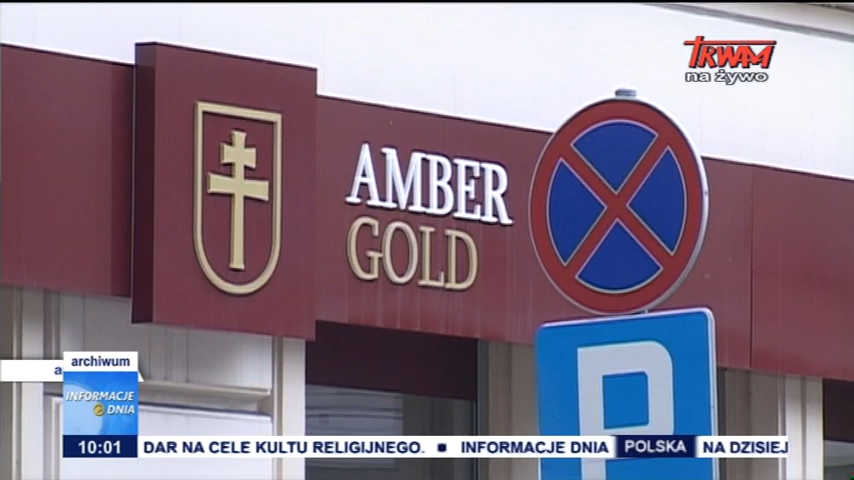 TRWAM
na żywo
AMBER
GOLD
P
archiwum
INFORMACJE
DNIA
10:01 DAR NA CELE KULTU RELIGIJNEGO. INFORMACJE DNIA POLSKA NA DZISIEJ